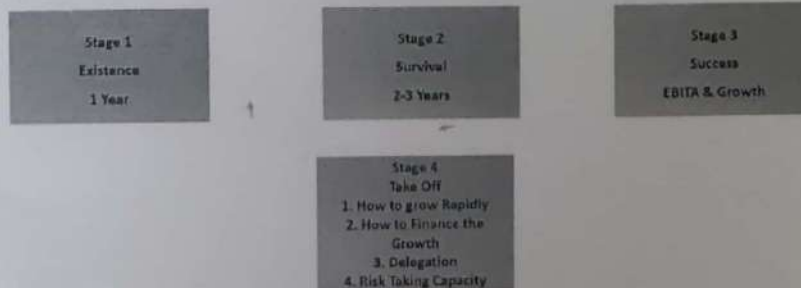 Stage 1
Existence
1 Year
Stage 2
Survival
2-3 Years
Stage 3
Success
EBITA & Growth
Stage 4
Take Off
1. How to grow Rapidly
2. How to Finance the
Growth
3. Delegation
4. Risk Taking Capacity